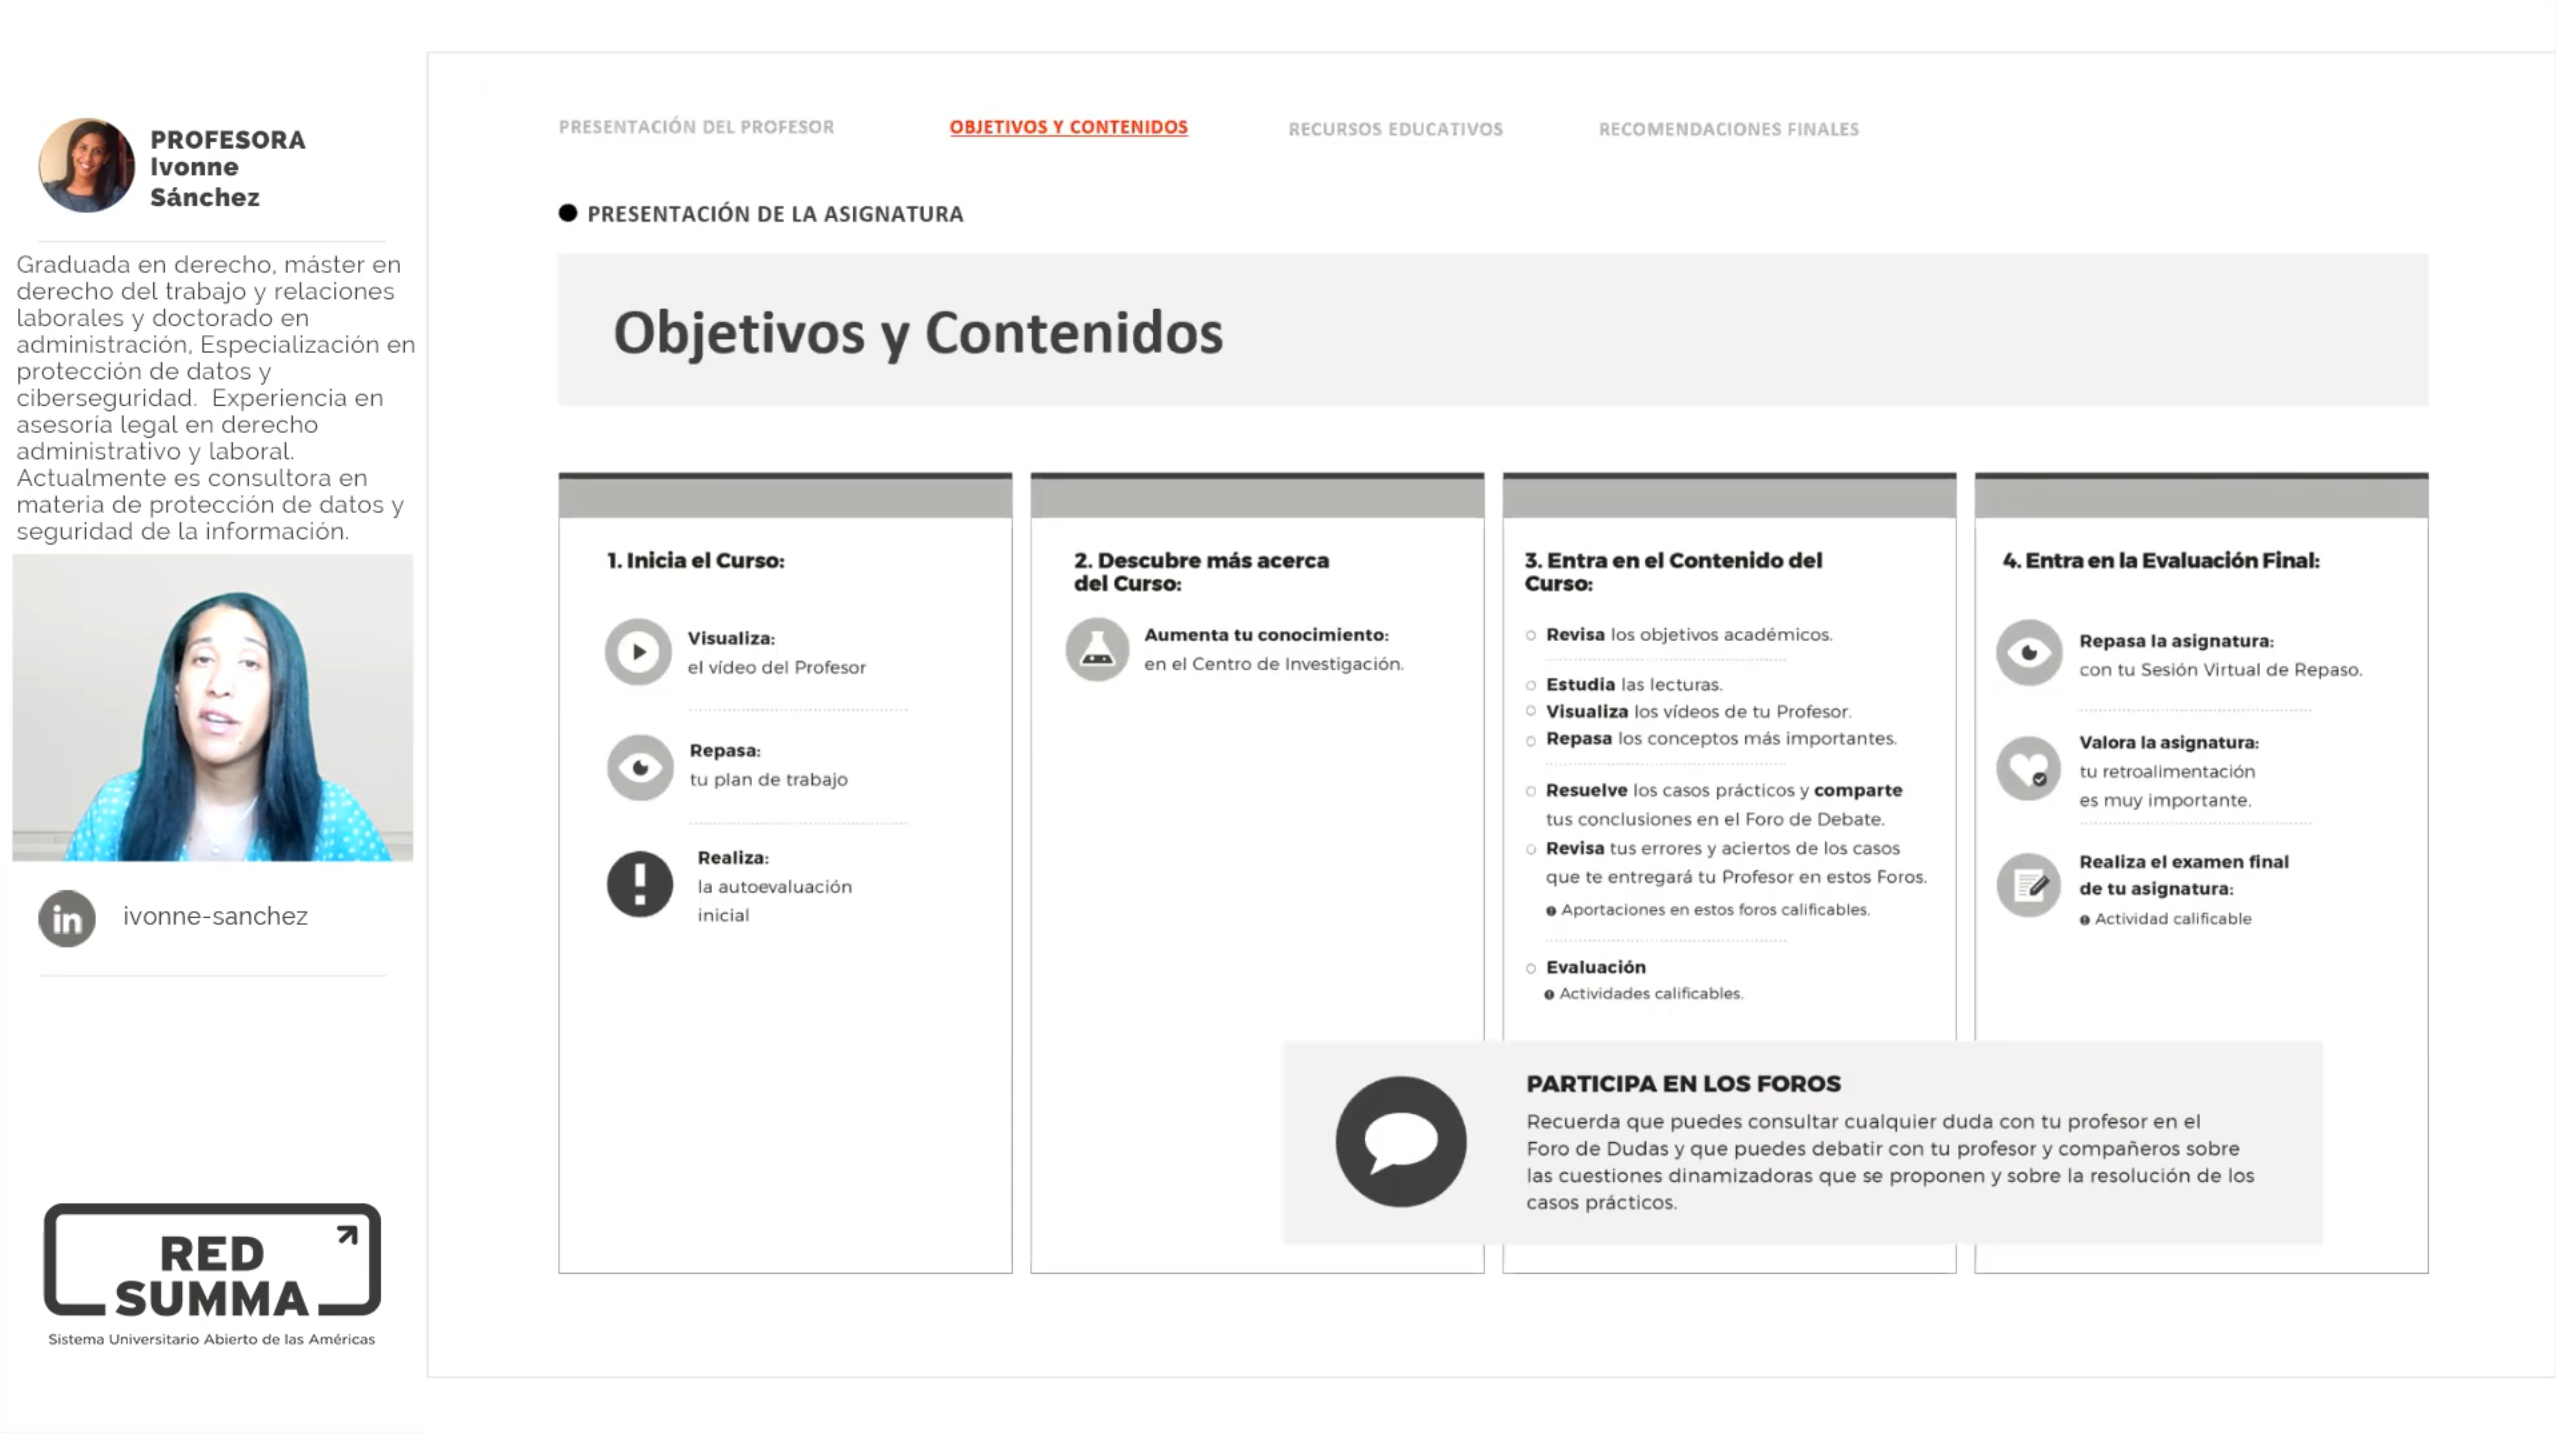 PROFESORA
Ivonne
Sánchez
Graduada en derecho, máster en
derecho del trabajo y relaciones
laborales y doctorado en
administración, Especialización en
protección de datos y
ciberseguridad.  Experiencia en
asesoría legal en derecho
administrativo y laboral.
Actualmente es consultora en
materia de protección de datos y
seguridad de la información.
in
ivonne-sanchez
RED
SUMMA
Sistema Universitario Abierto de las Américas
PRESENTACIÓN DEL PROFESOR
OBJETIVOS Y CONTENIDOS
RECURSOS EDUCATIVOS
RECOMENDACIONES FINALES
PRESENTACIÓN DE LA ASIGNATURA
Objetivos y Contenidos
1. Inicia el Curso:
Visualiza:
el vídeo del Profesor
Repasa:
tu plan de trabajo
Realiza:
la autoevaluación
inicial
2. Descubre más acerca
del Curso:
Aumenta tu conocimiento:
en el Centro de Investigación.
3. Entra en el Contenido del
Curso:
Revisa los objetivos académicos.
Estudia las lecturas.
Visualiza los vídeos de tu Profesor.
Repasa los conceptos más importantes.
Resuelve los casos prácticos y comparte
tus conclusiones en el Foro de Debate.
Revisa tus errores y aciertos de los casos
que te entregará tu Profesor en estos Foros.
Aportaciones en estos foros calificables.
Evaluación
Actividades calificables.
4. Entra en la Evaluación Final:
Repasa la asignatura:
con tu Sesión Virtual de Repaso.
Valora la asignatura:
tu retroalimentación
es muy importante.
Realiza el examen final
de tu asignatura:
Actividad calificable
PARTICIPA EN LOS FOROS
Recuerda que puedes consultar cualquier duda con tu profesor en el
Foro de Dudas y que puedes debatir con tu profesor y compañeros sobre
las cuestiones dinamizadoras que se proponen y sobre la resolución de los
casos prácticos.